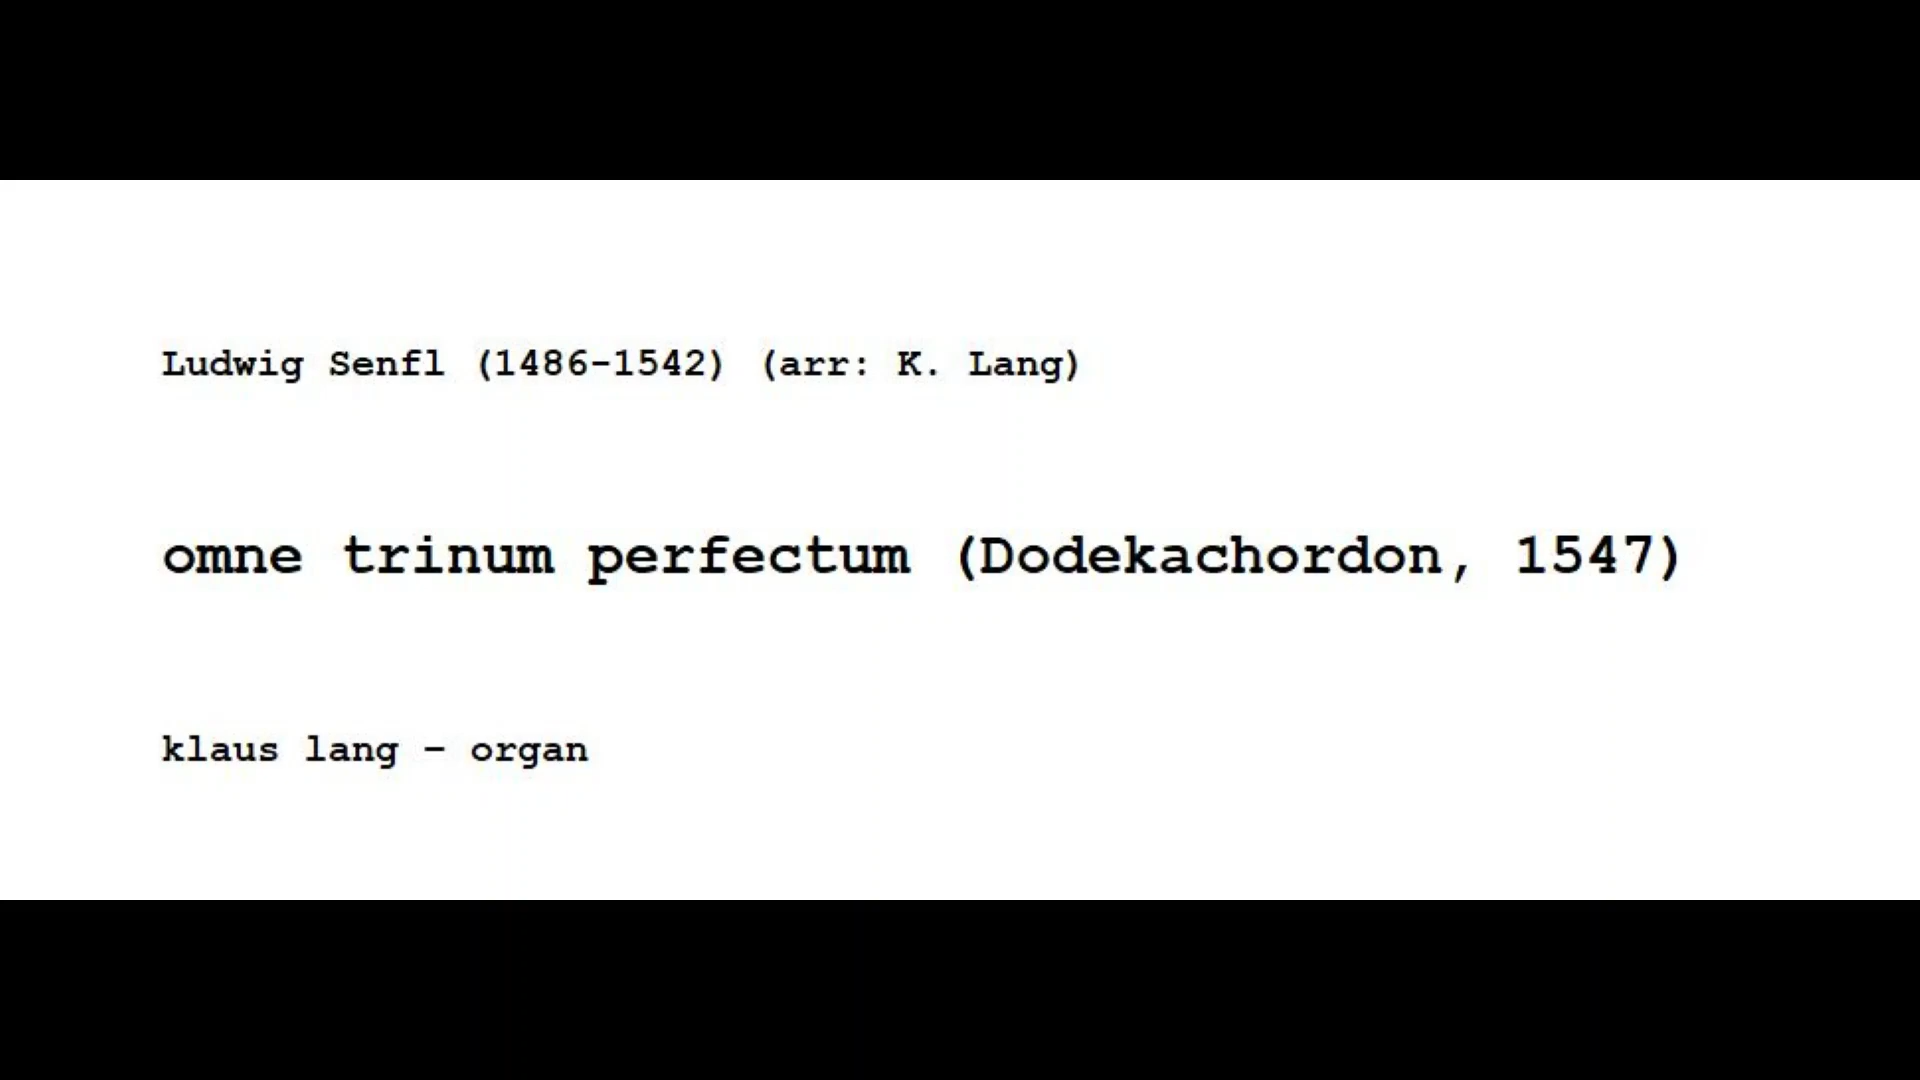 Ludwig Senfl (1486-1542) (arr: K. Lang)
omne trinum perfectum (Dodekachordon, 1547)
klaus lang – organ